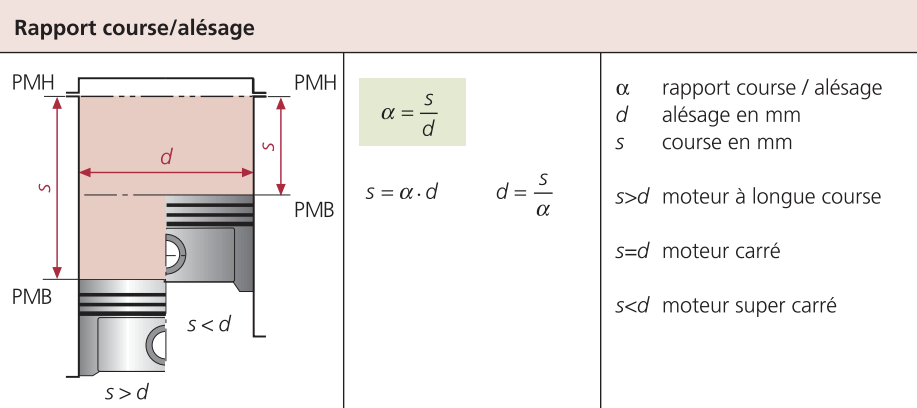 Rapport course/alésage
PMH
PMH
s
d
s
PMB
PMB
s < d
s > d
α = s/d
s = α · d
d = s/α
α rapport course / alésage
d alésage en mm
s course en mm
s>d moteur à longue course
s=d moteur carré
s<d moteur super carré